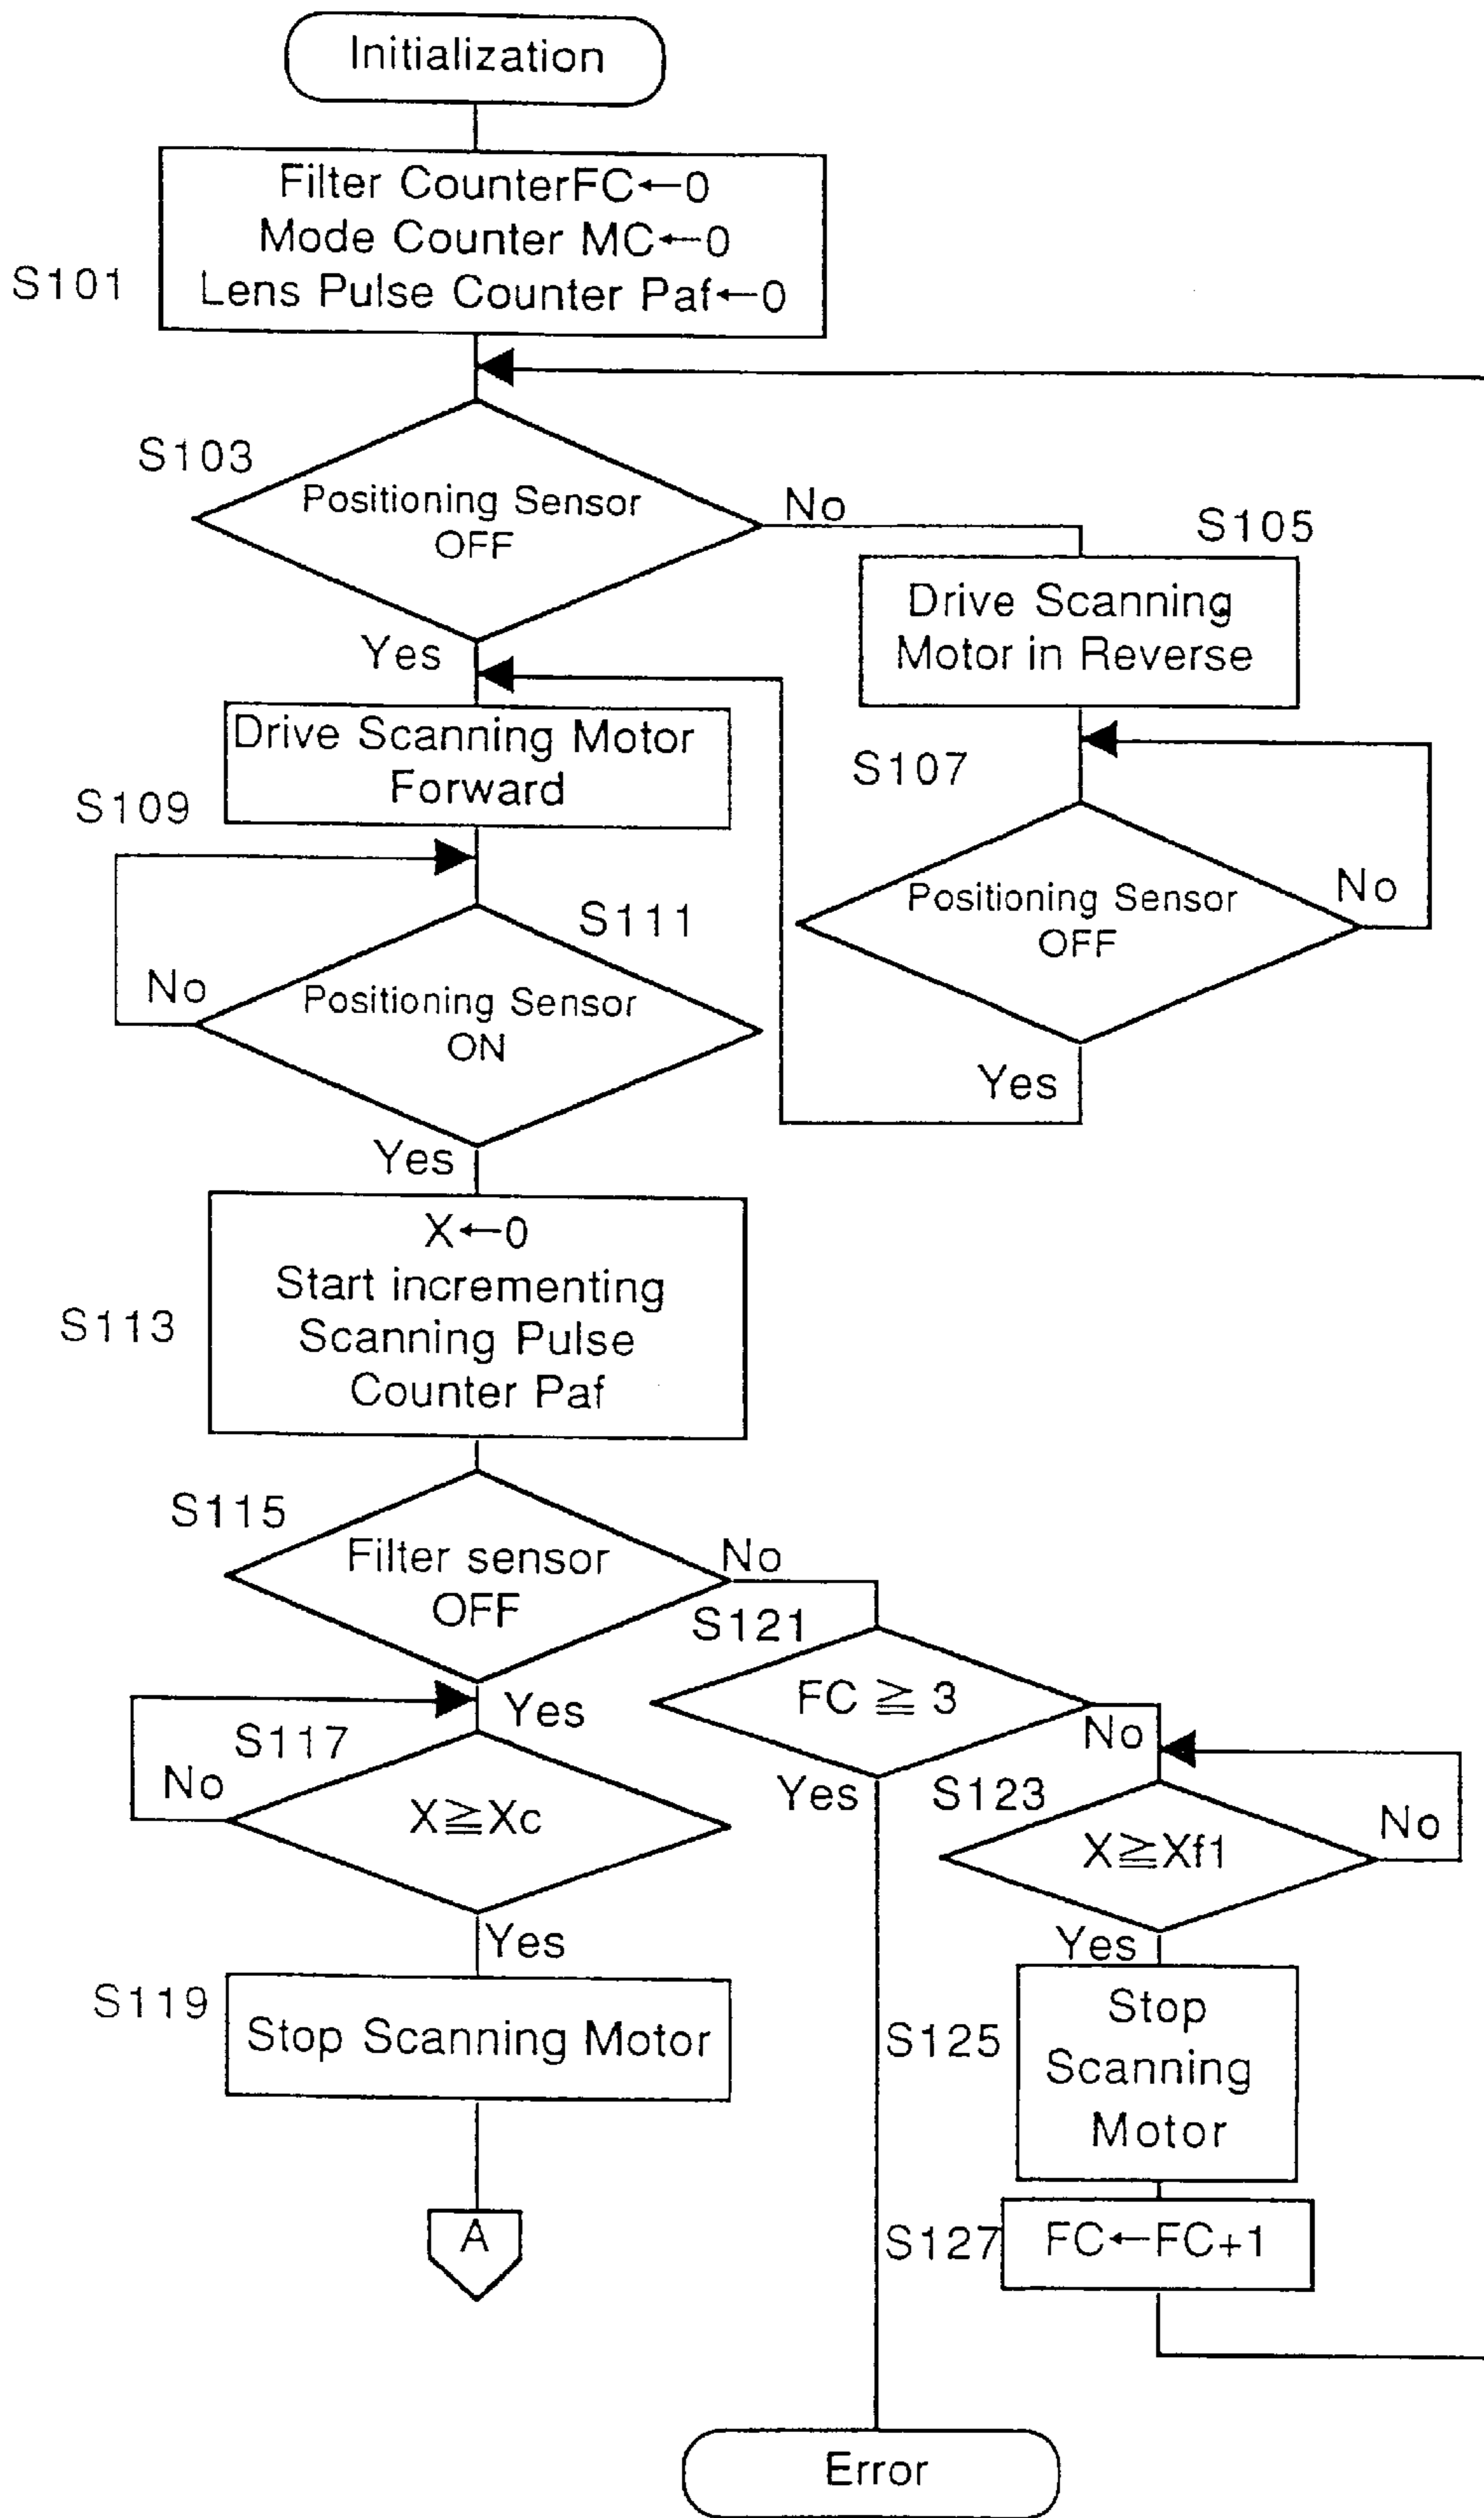 Initialization
Filter CounterFC←0
Mode Counter MC←0
S101
Lens Pulse Counter Paf←0
S103
Positioning Sensor
OFF
No
S105
Drive Scanning
Motor in Reverse
Yes
Drive Scanning Motor
Forward
S109
S107
Positioning Sensor
OFF
No
Yes
S111
No
Positioning Sensor
ON
Yes
X←0
Start incrementing
S113
Scanning Pulse
Counter Paf
S115
Filter sensor
OFF
No
S121
FC ≧ 3
No
Yes
Yes
S117
No
X≧Xc
S123
No
X≧Xf1
Yes
Yes
S119
Stop Scanning Motor
S125
Stop
Scanning
Motor
A
S127
FC←FC+1
Error